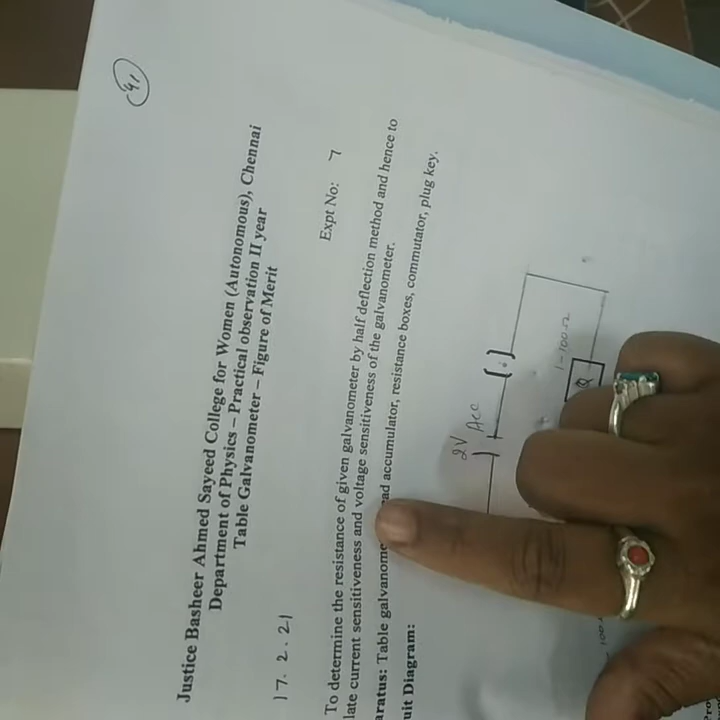 41
Justice Basheer Ahmed Sayeed College for Women (Autonomous), Chennai
Department of Physics – Practical observation II year
Table Galvanometer – Figure of Merit
17.2.21
Expt No: 7
To determine the resistance of given galvanometer by half deflection method and hence to
late current sensitiveness and voltage sensitiveness of the galvanometer.
aratus: Table galvanome ead accumulator, resistance boxes, commutator, plug key.
uit Diagram:
2V Acc
1-100Ω
R